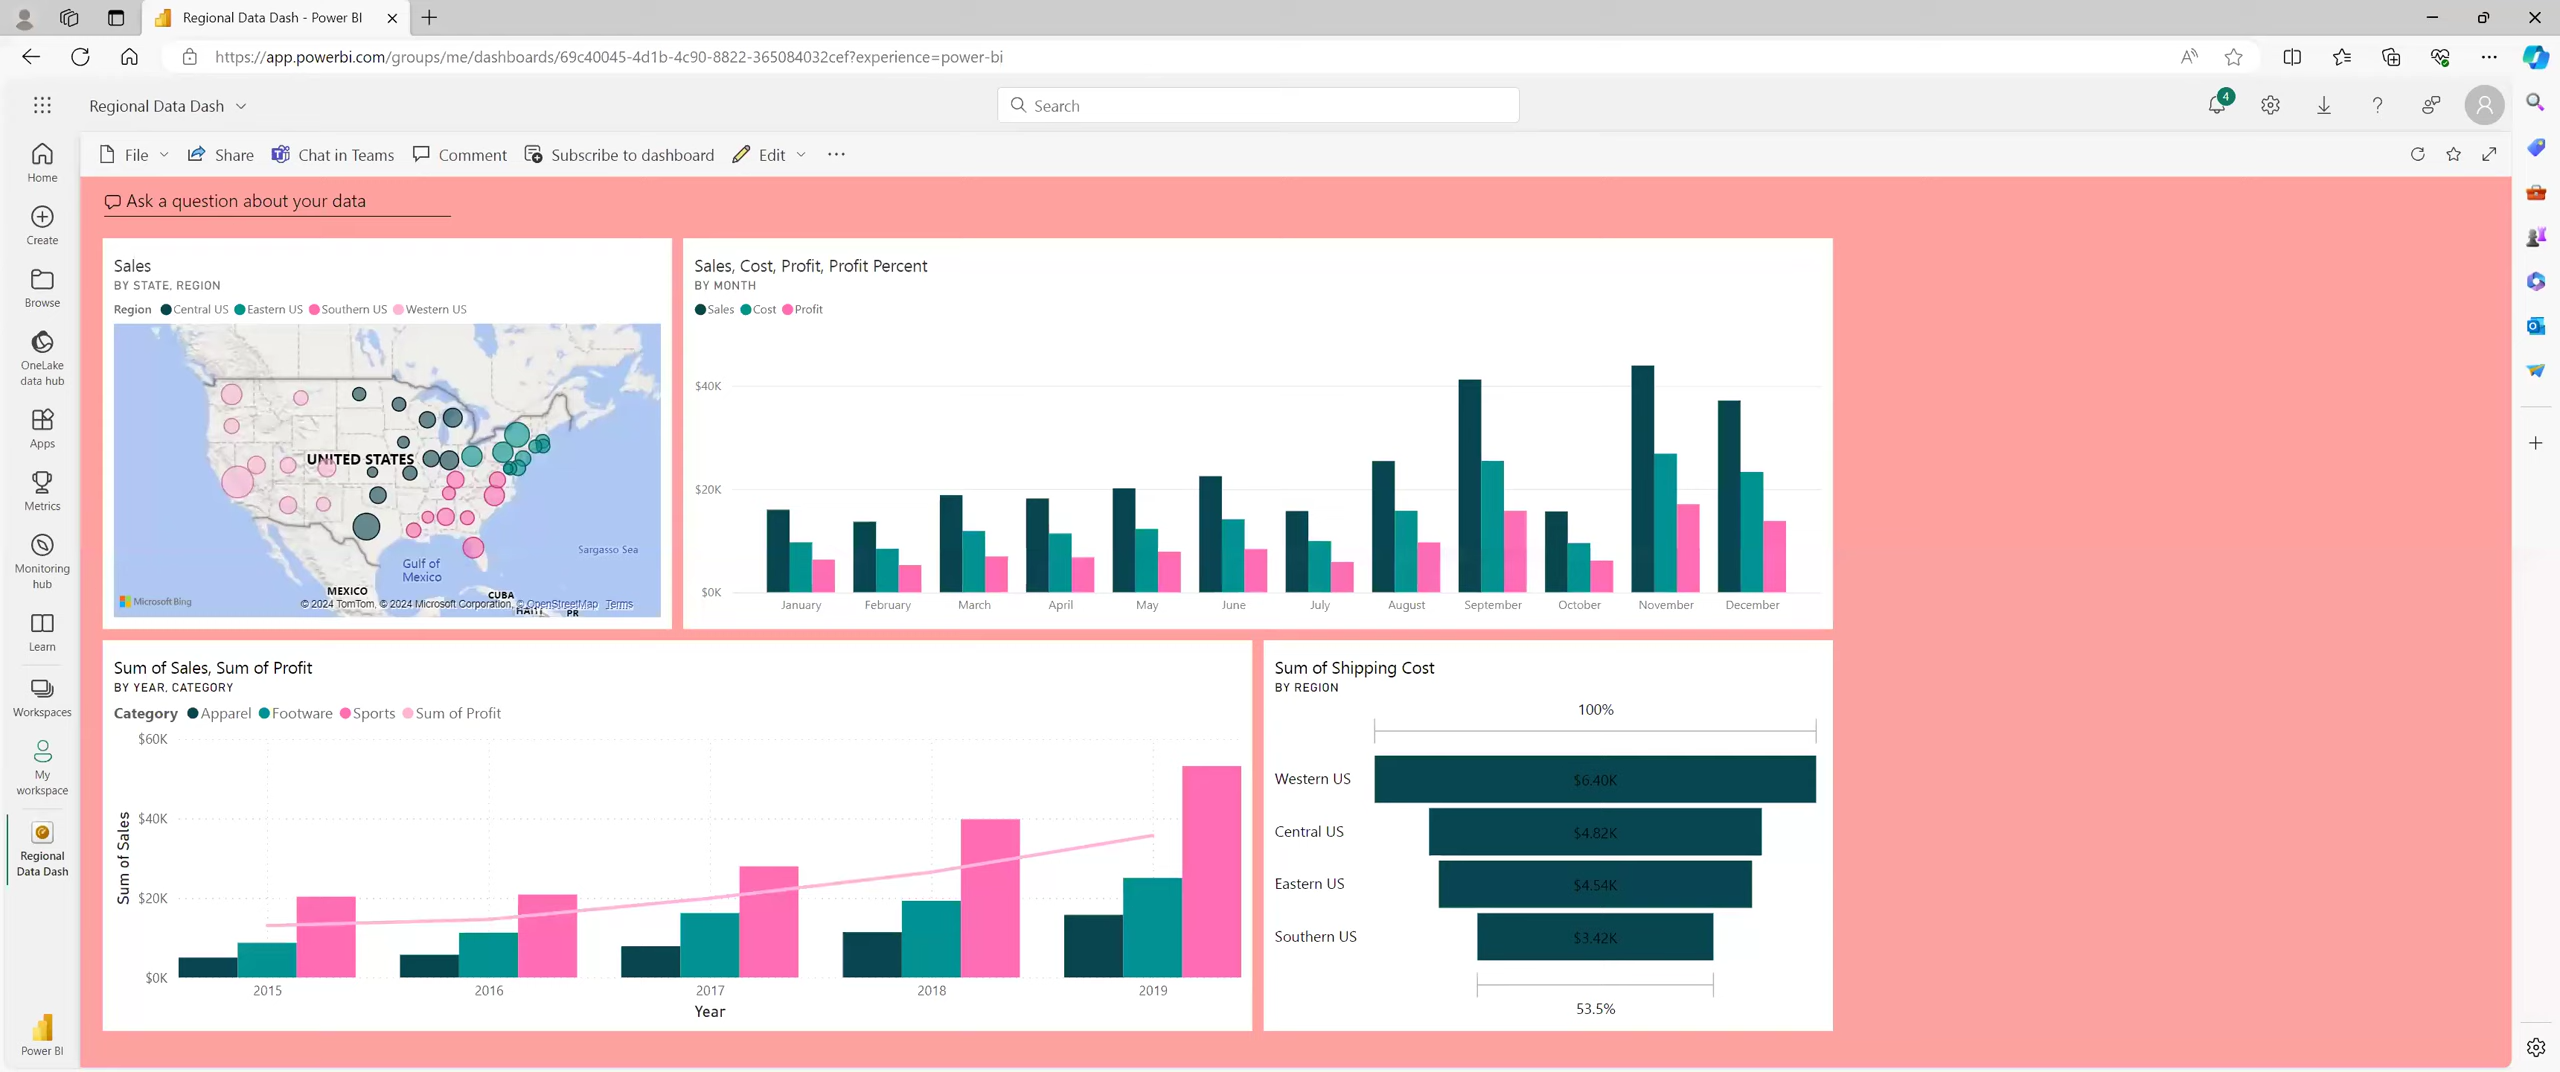 Regional Data Dash - Power BI
https://app.powerbi.com/groups/me/dashboards/69c40045-4d1b-4c90-8822-365084032cef?experience=power-bi
Regional Data Dash
Search
4
File
Share
Chat in Teams
Comment
Subscribe to dashboard
Edit
Home
Create
Browse
OneLake
data hub
Apps
Metrics
Monitoring
hub
Learn
Workspaces
My
workspace
Regional
Data Dash
Power BI
Ask a question about your data
Sales
BY STATE, REGION
Region Central US Eastern US Southern US Western US
UNITED STATES
Sargasso Sea
Gulf of
Mexico
MEXICO
CUBA
HAITI
PR
Microsoft Bing
© 2024 TomTom, © 2024 Microsoft Corporation, © OpenStreetMap Terms
Sales, Cost, Profit, Profit Percent
BY MONTH
Sales Cost Profit
$40K
$20K
$0K
January February March April May June July August September October November December
Sum of Sales, Sum of Profit
BY YEAR, CATEGORY
Category Apparel Footware Sports Sum of Profit
$60K
$40K
$20K
$0K
Sum of Sales
2015 2016 2017 2018 2019
Year
Sum of Shipping Cost
BY REGION
100%
Western US $6.40K
Central US $4.82K
Eastern US $4.54K
Southern US $3.42K
53.5%